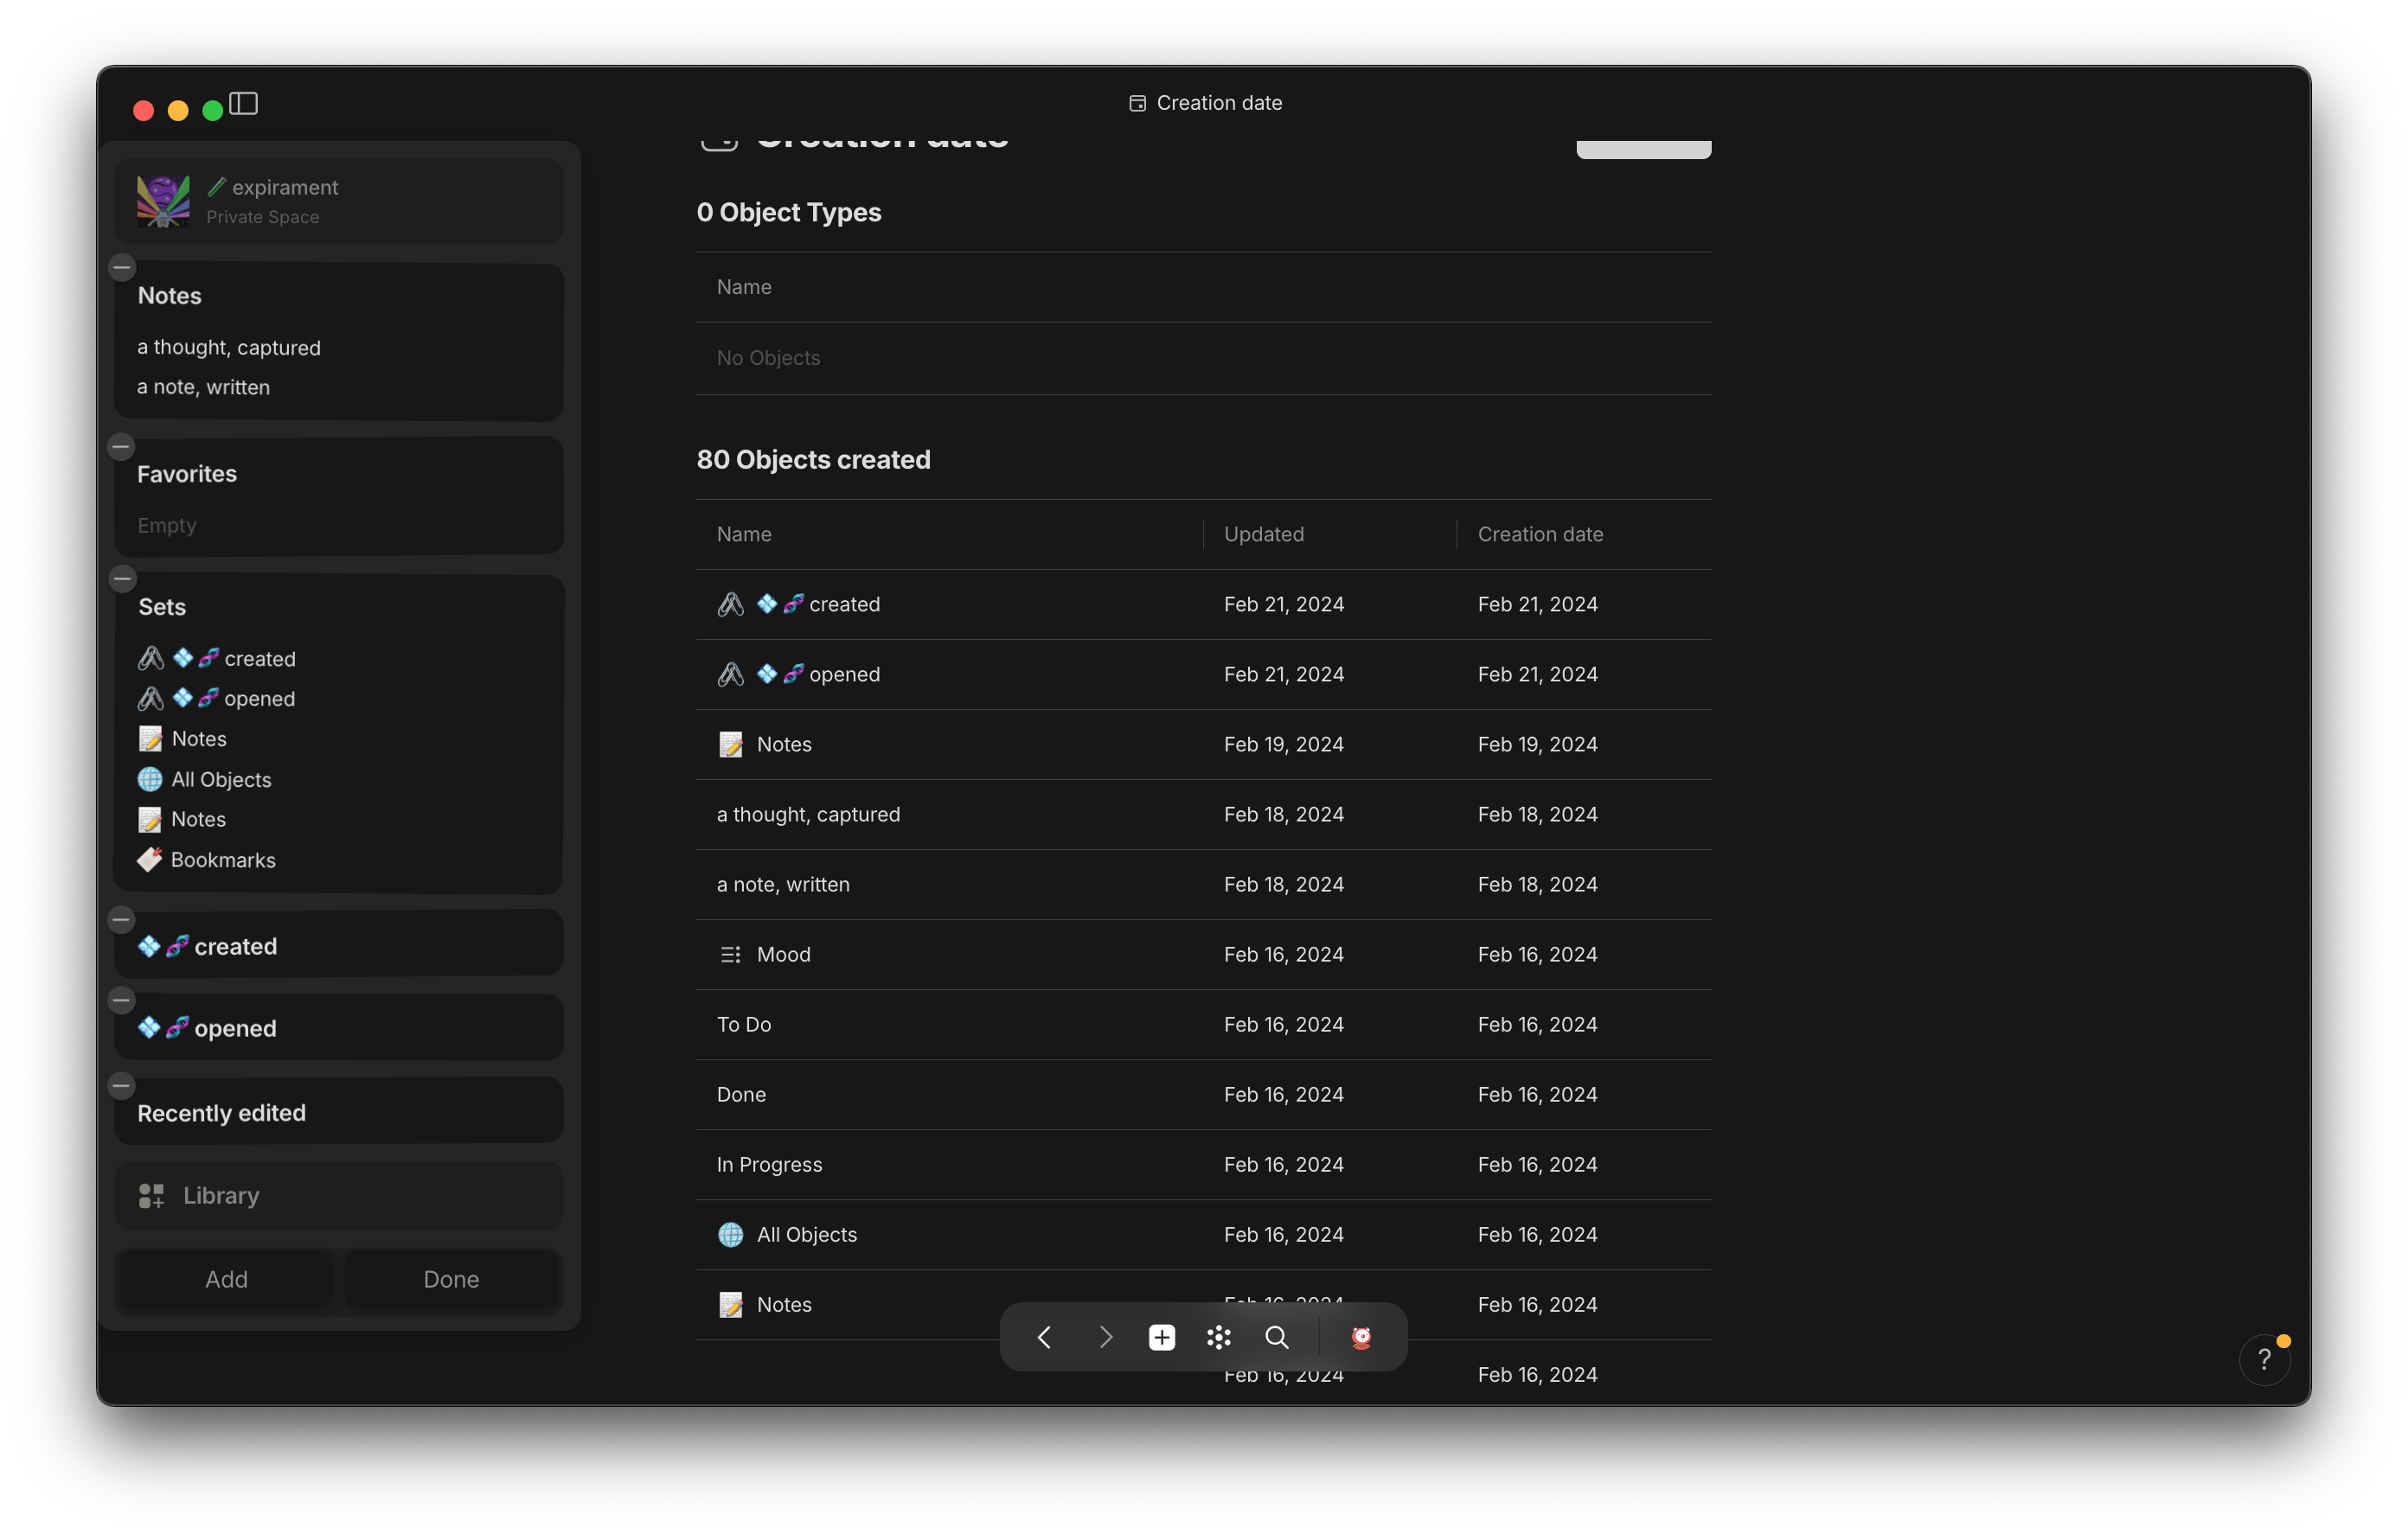 Creation date
expirament
Private Space
Notes
a thought, captured
a note, written
Favorites
Empty
Sets
created
opened
Notes
All Objects
Notes
Bookmarks
created
opened
Recently edited
Library
Add Done
Creation date
0 Object Types
Name
No Objects
80 Objects created
Name Updated Creation date
created Feb 21, 2024 Feb 21, 2024
opened Feb 21, 2024 Feb 21, 2024
Notes Feb 19, 2024 Feb 19, 2024
a thought, captured Feb 18, 2024 Feb 18, 2024
a note, written Feb 18, 2024 Feb 18, 2024
Mood Feb 16, 2024 Feb 16, 2024
To Do Feb 16, 2024 Feb 16, 2024
Done Feb 16, 2024 Feb 16, 2024
In Progress Feb 16, 2024 Feb 16, 2024
All Objects Feb 16, 2024 Feb 16, 2024
Notes Feb 16, 2024 Feb 16, 2024
Feb 16, 2024 Feb 16, 2024
?